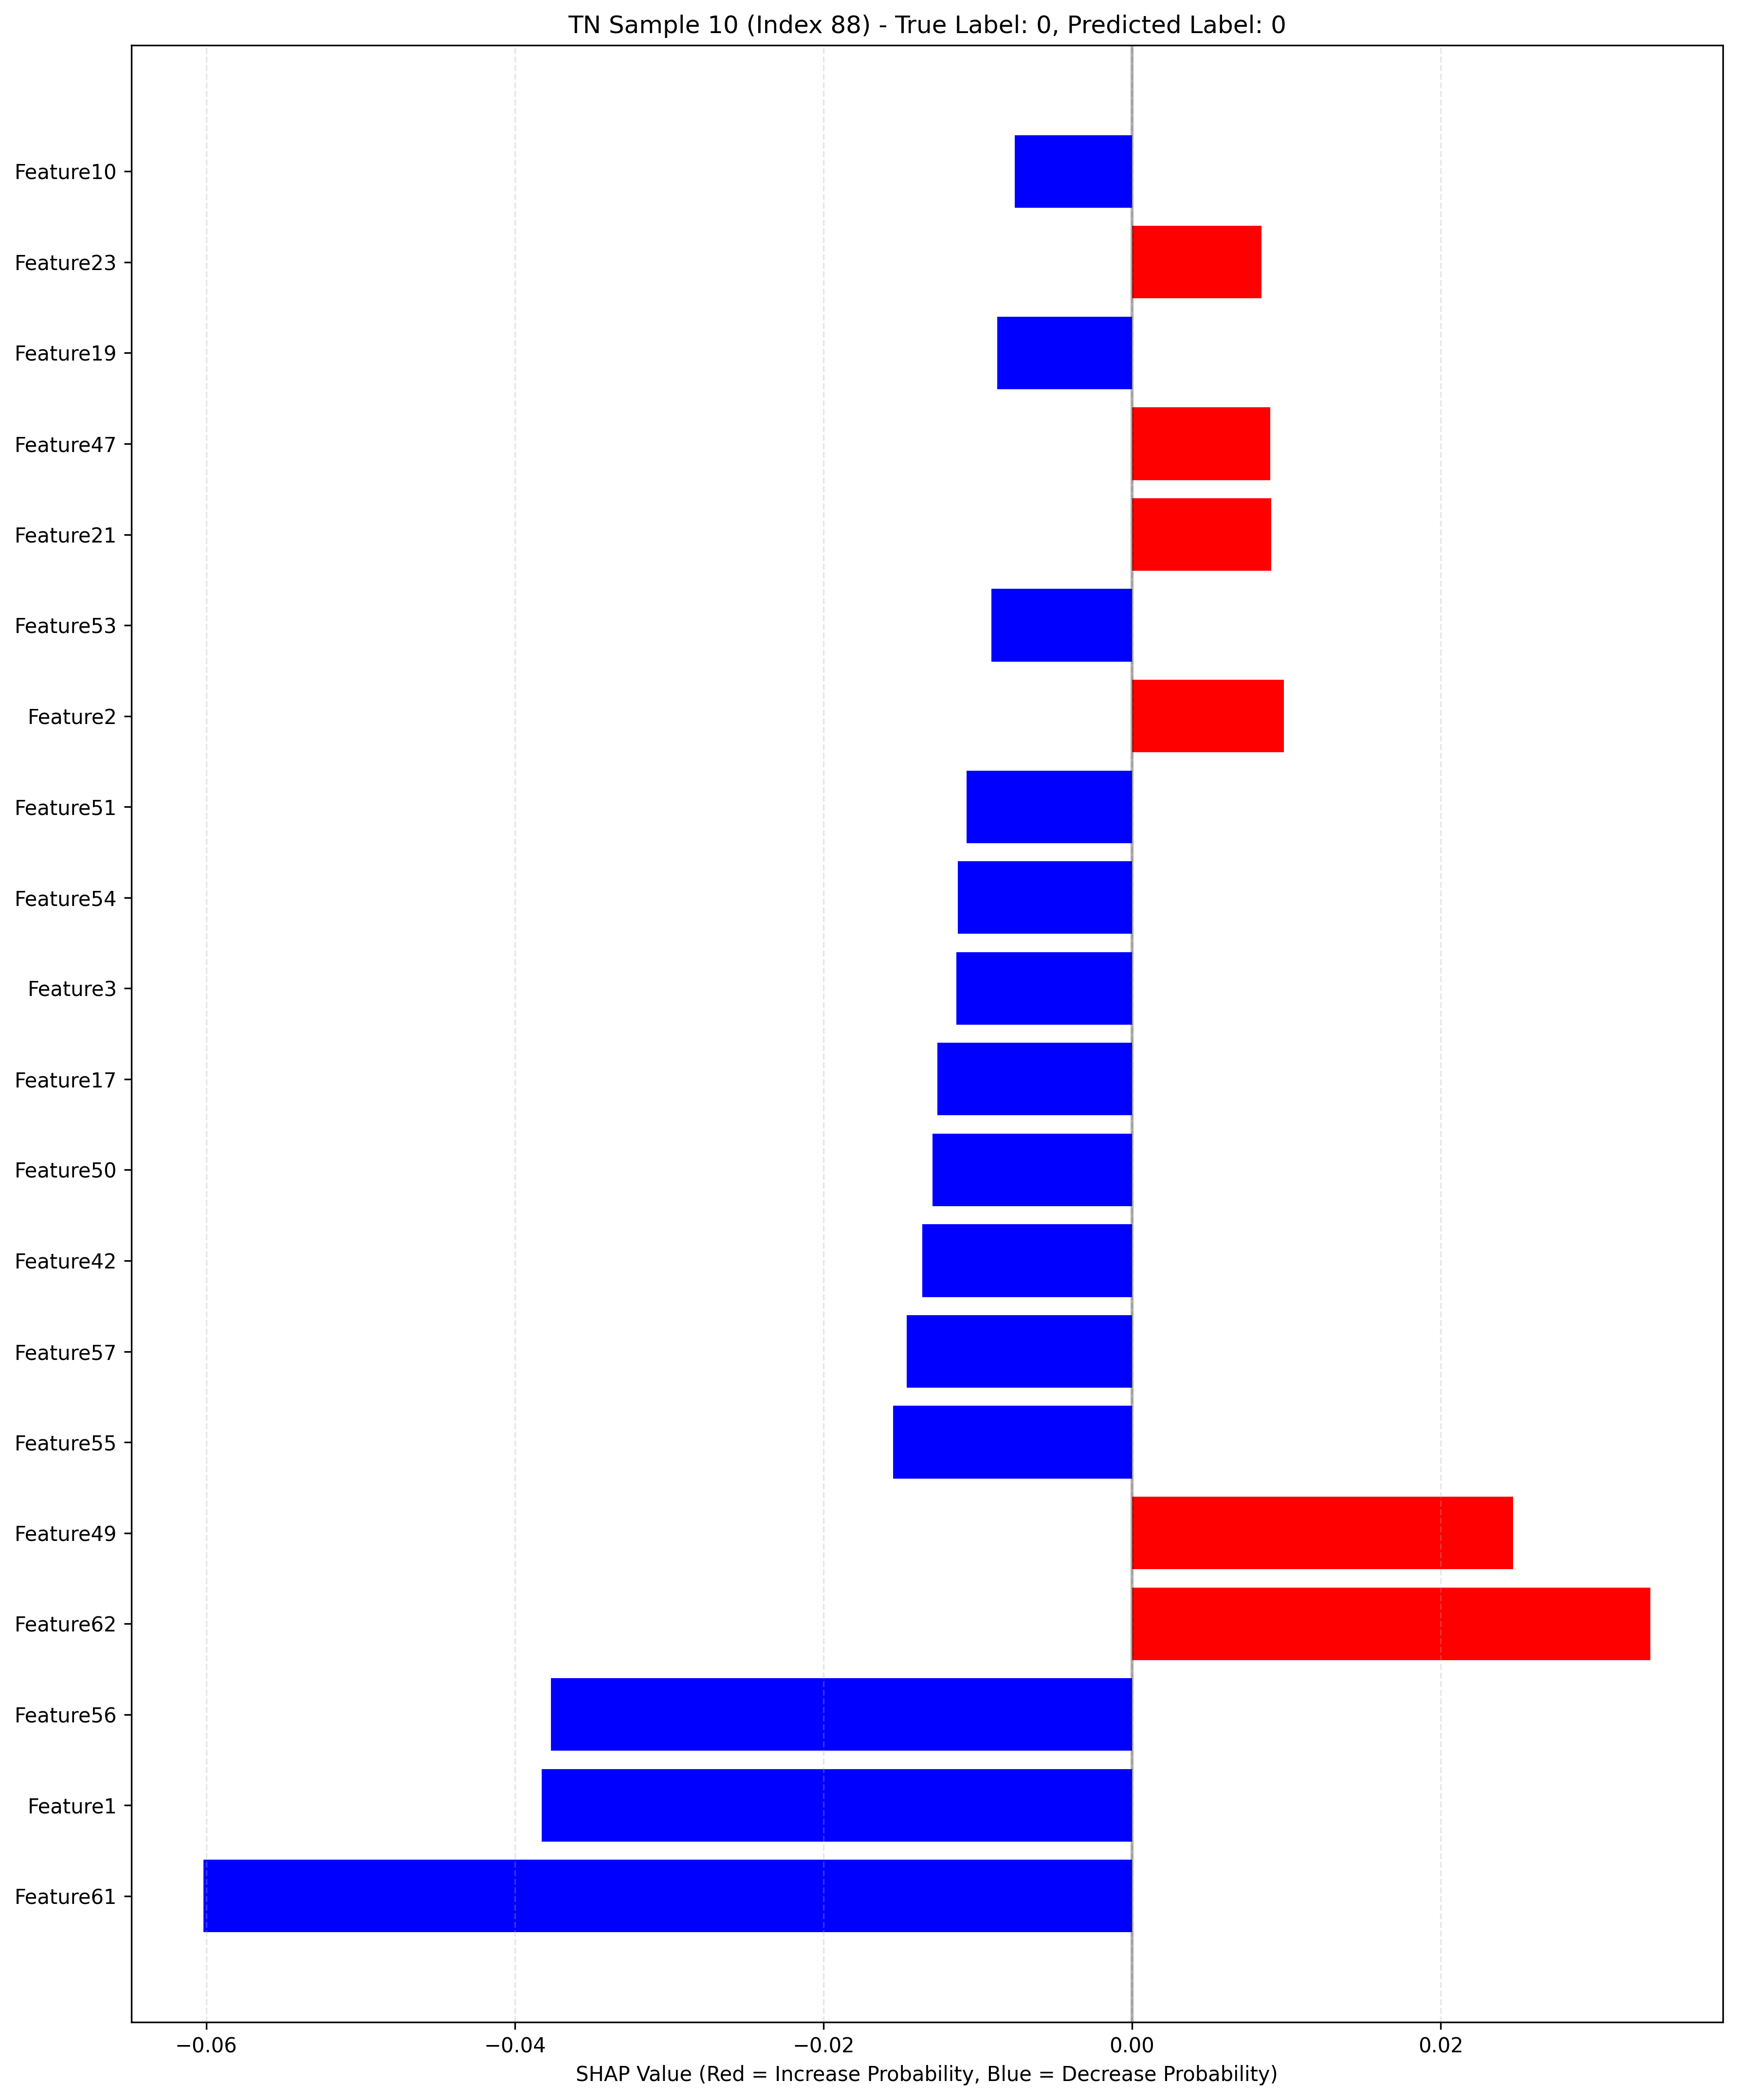 TN Sample 10 (Index 88) - True Label: 0, Predicted Label: 0
Feature10
Feature23
Feature19
Feature47
Feature21
Feature53
Feature2
Feature51
Feature54
Feature3
Feature17
Feature50
Feature42
Feature57
Feature55
Feature49
Feature62
Feature56
Feature1
Feature61
−0.06 −0.04 −0.02 0.00 0.02
SHAP Value (Red = Increase Probability, Blue = Decrease Probability)